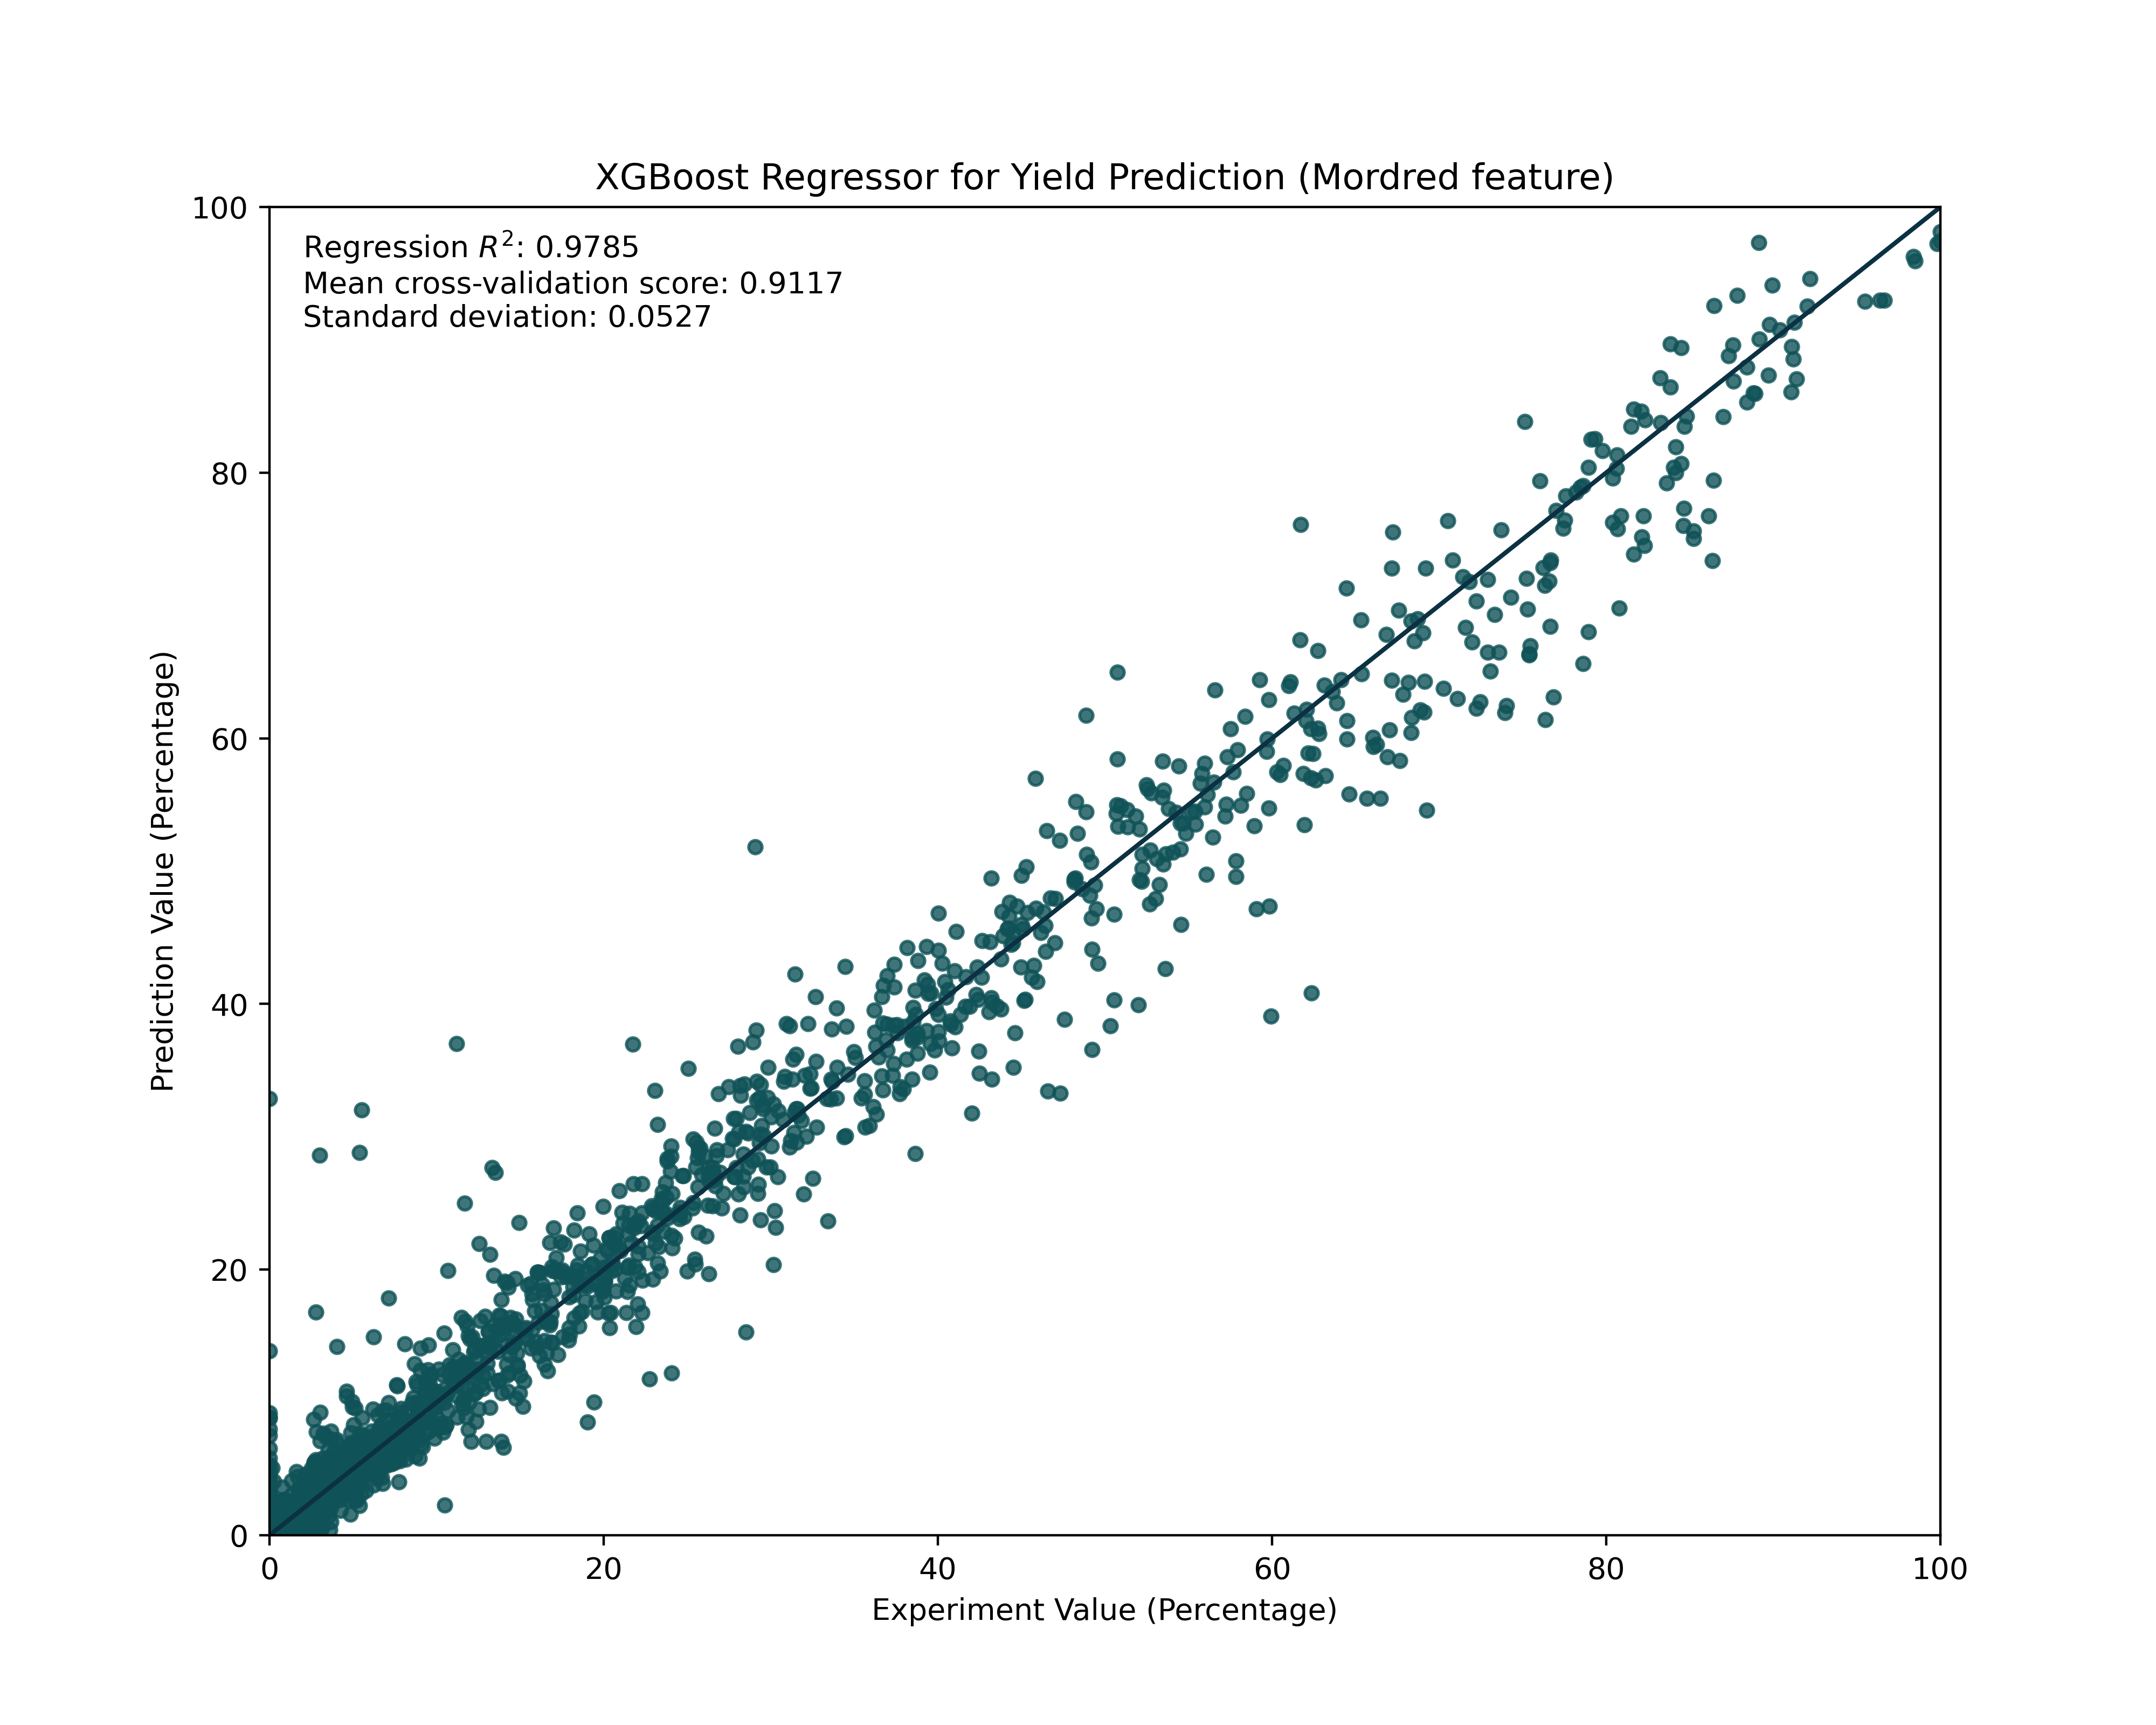 XGBoost Regressor for Yield Prediction (Mordred feature)
Regression R²: 0.9785
Mean cross-validation score: 0.9117
Standard deviation: 0.0527
Prediction Value (Percentage)
100
80
60
40
20
0
0 20 40 60 80 100
Experiment Value (Percentage)